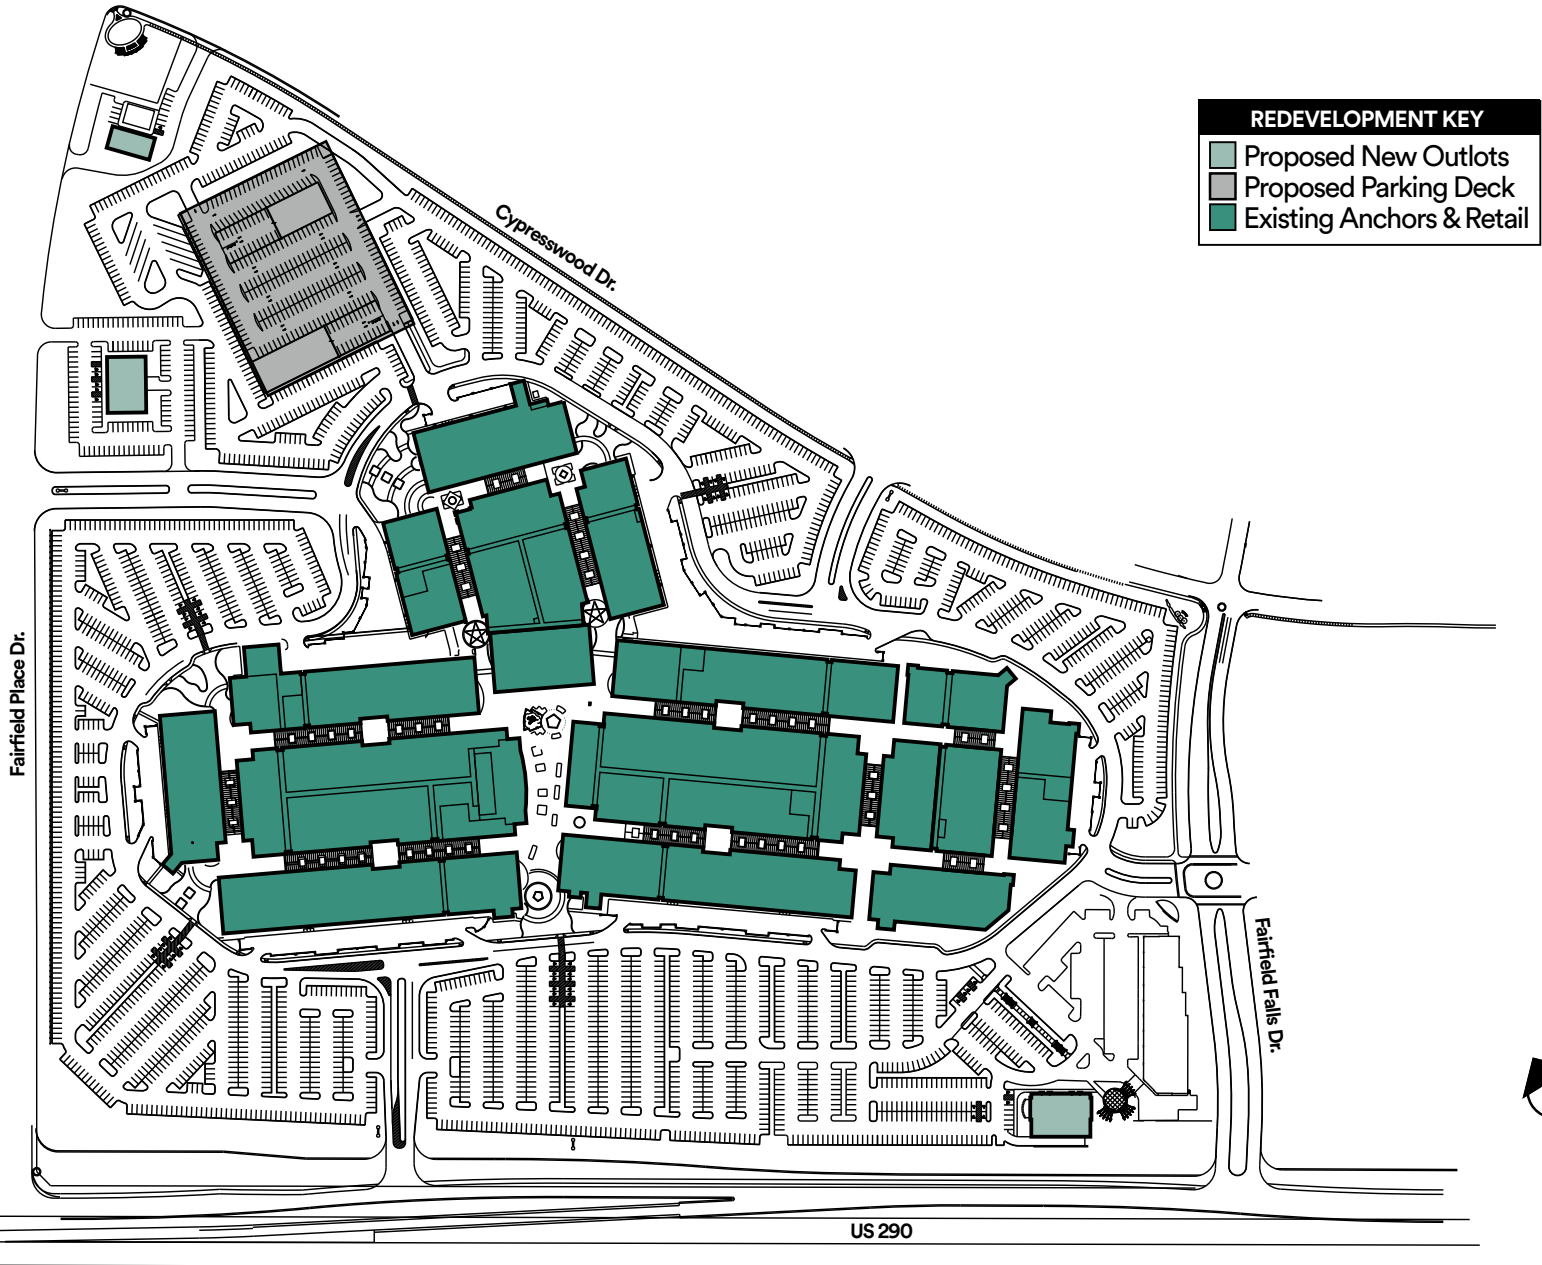 REDEVELOPMENT KEY
Proposed New Outlots
Proposed Parking Deck
Existing Anchors & Retail
Cypresswood Dr.
Fairfield Place Dr.
Fairfield Falls Dr.
US 290